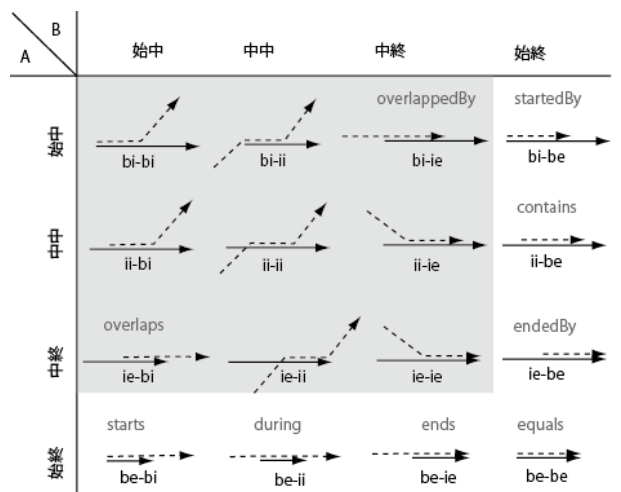 B
A
始中 中中 中終 始終
始中
overlappedBy startedBy
bi-bi bi-ii bi-ie bi-be
中中
contains
ii-bi ii-ii ii-ie ii-be
中終
overlaps endedBy
ie-bi ie-ii ie-ie ie-be
始終
starts during ends equals
be-bi be-ii be-ie be-be